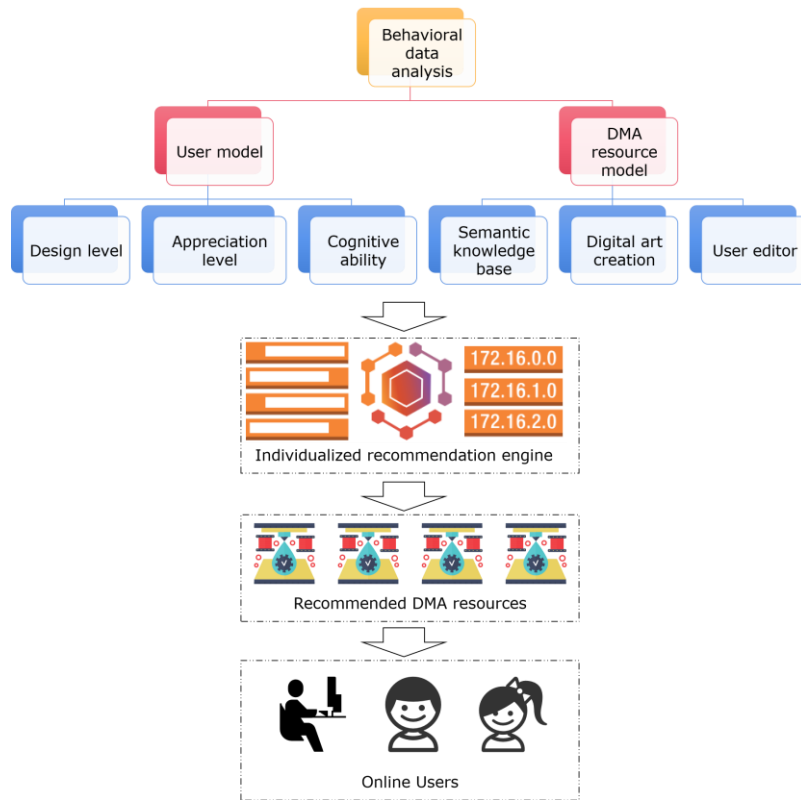 Behavioral
data
analysis
User model
DMA
resource
model
Design level
Appreciation
level
Cognitive
ability
Semantic
knowledge
base
Digital art
creation
User editor
172.16.0.0
172.16.1.0
172.16.2.0
Individualized recommendation engine
Recommended DMA resources
Online Users